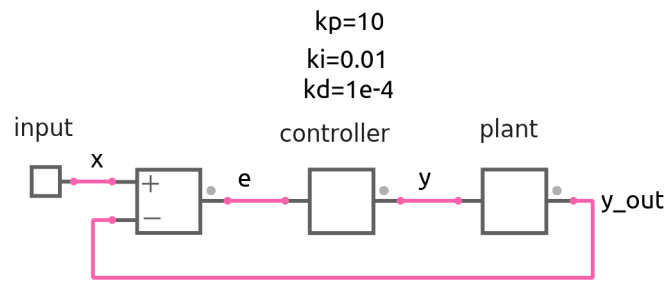 kp=10
ki=0.01
kd=1e-4
input
controller
plant
x
e
y
y_out
+
−